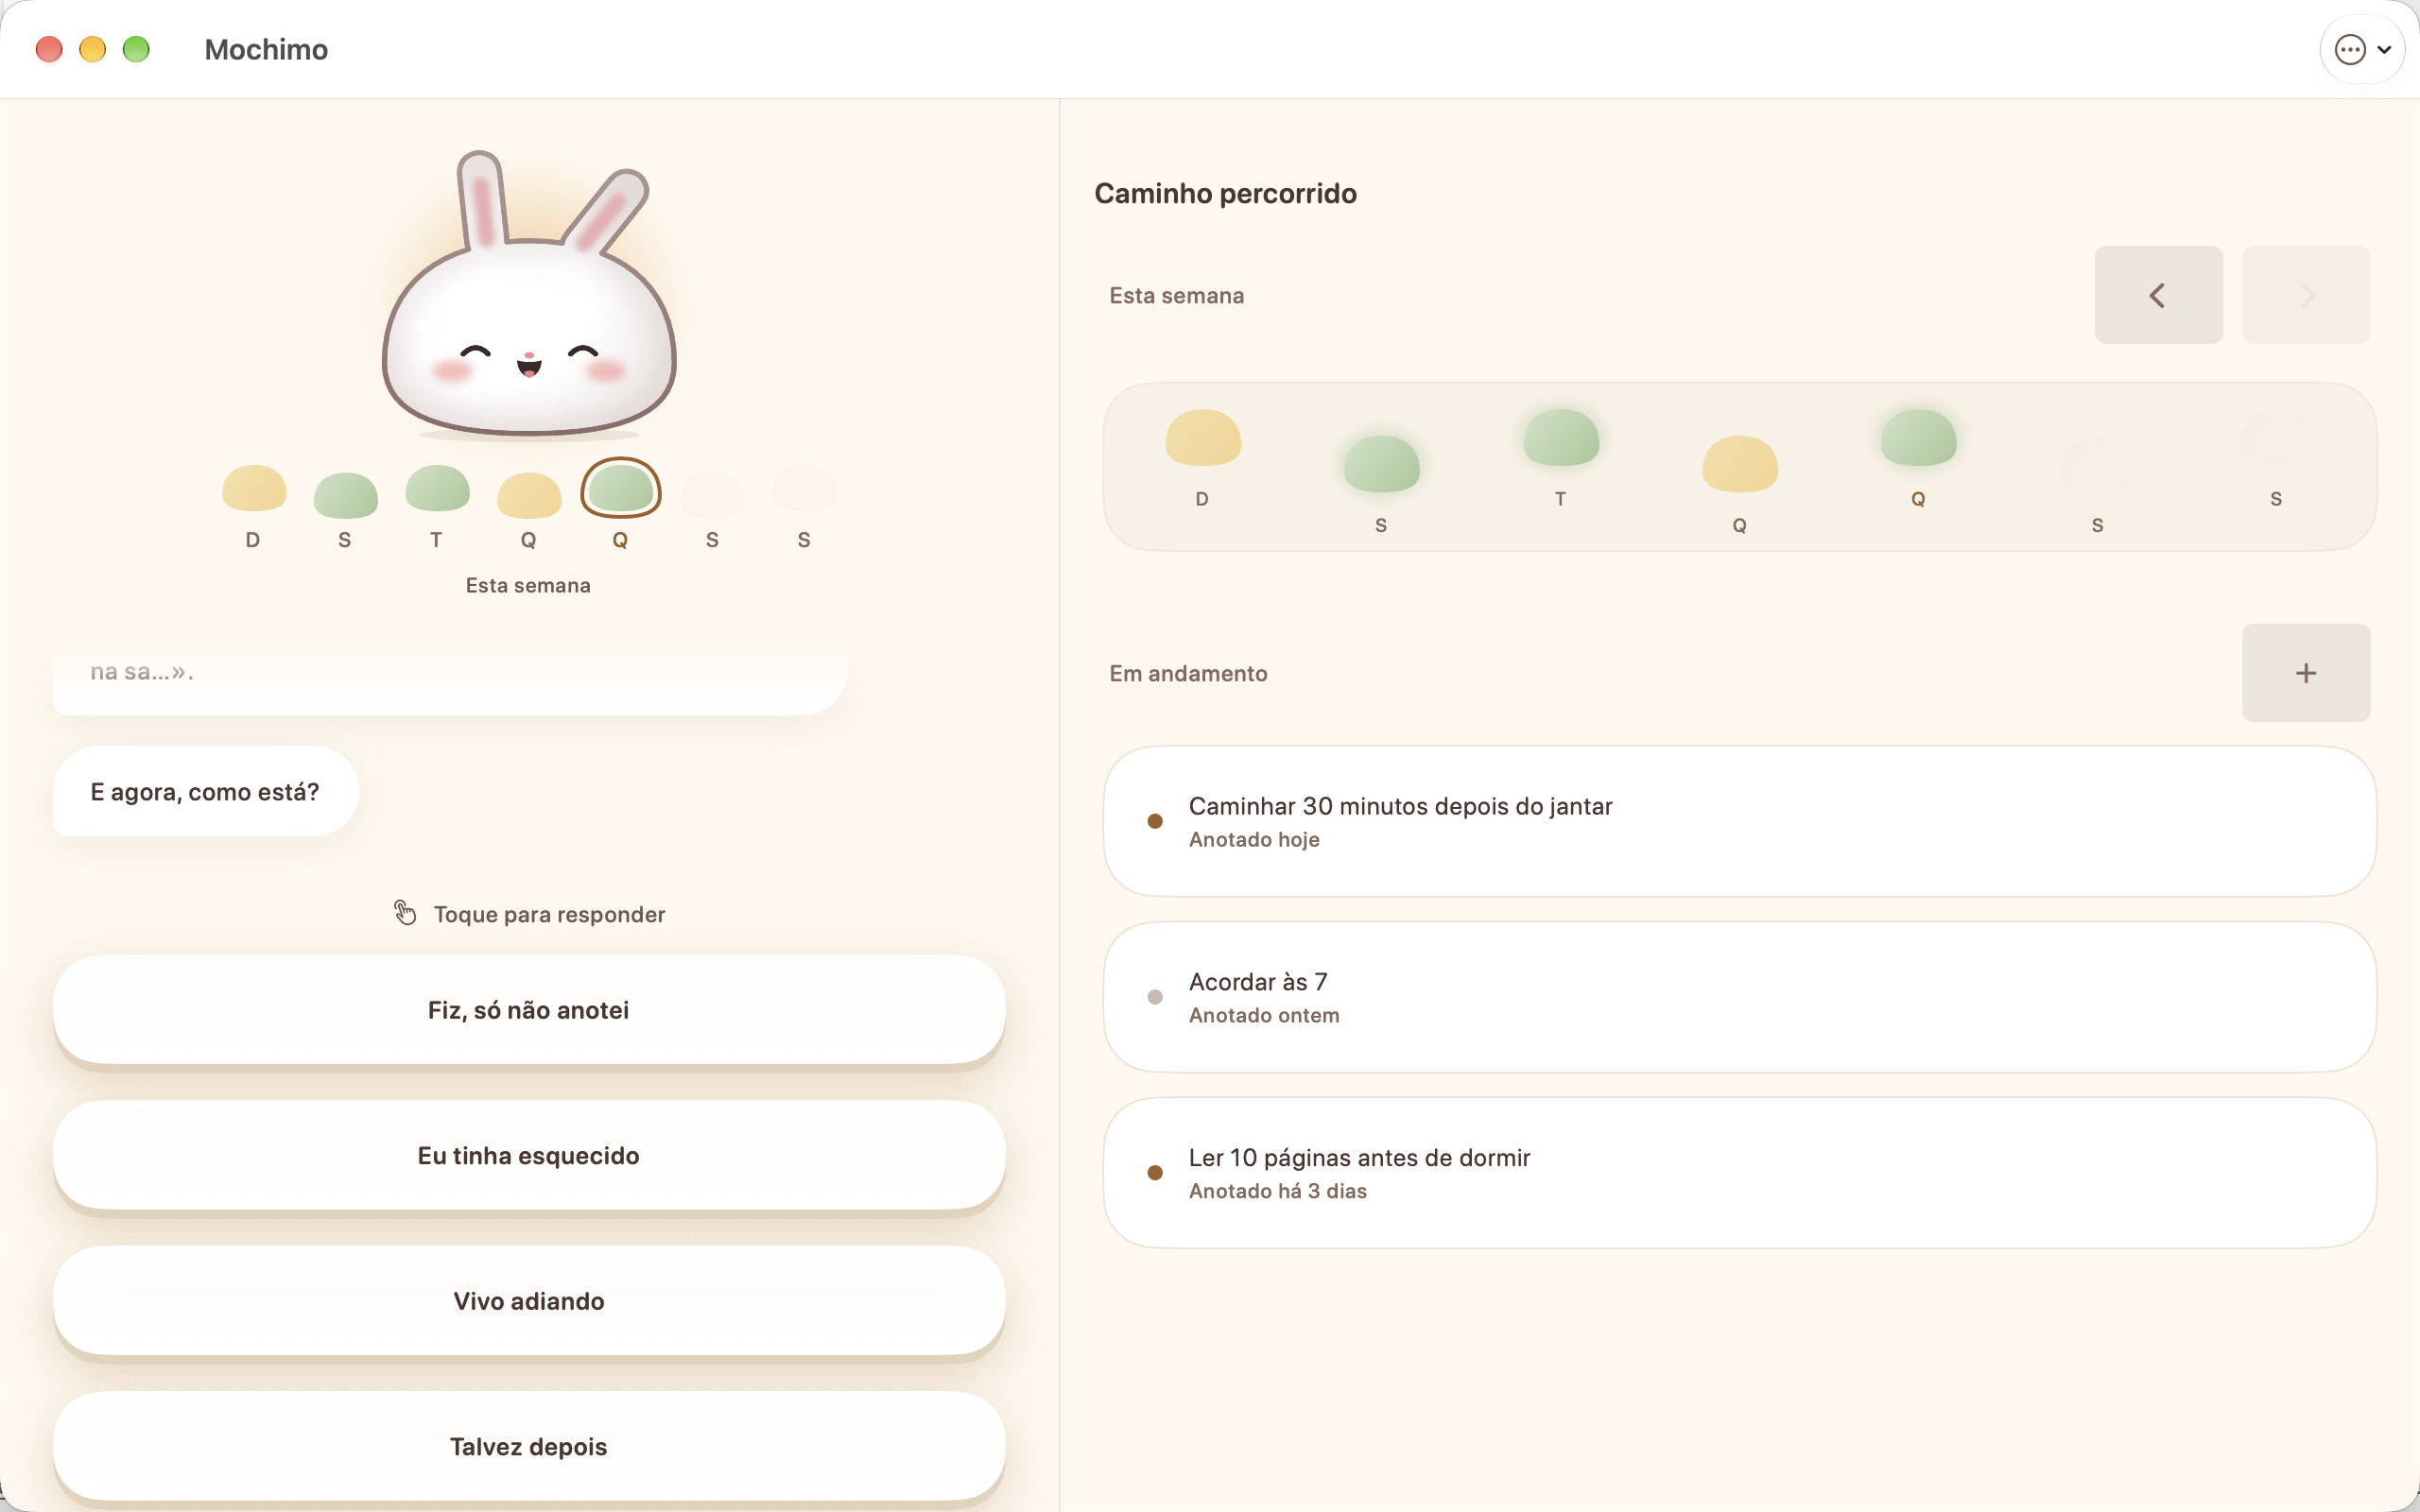 Mochimo
D S T Q Q S S
Esta semana
na sa...».
E agora, como está?
Toque para responder
Fiz, só não anotei
Eu tinha esquecido
Vivo adiando
Talvez depois
Caminho percorrido
Esta semana
D S T Q Q S S
Em andamento
Caminhar 30 minutos depois do jantar
Anotado hoje
Acordar às 7
Anotado ontem
Ler 10 páginas antes de dormir
Anotado há 3 dias